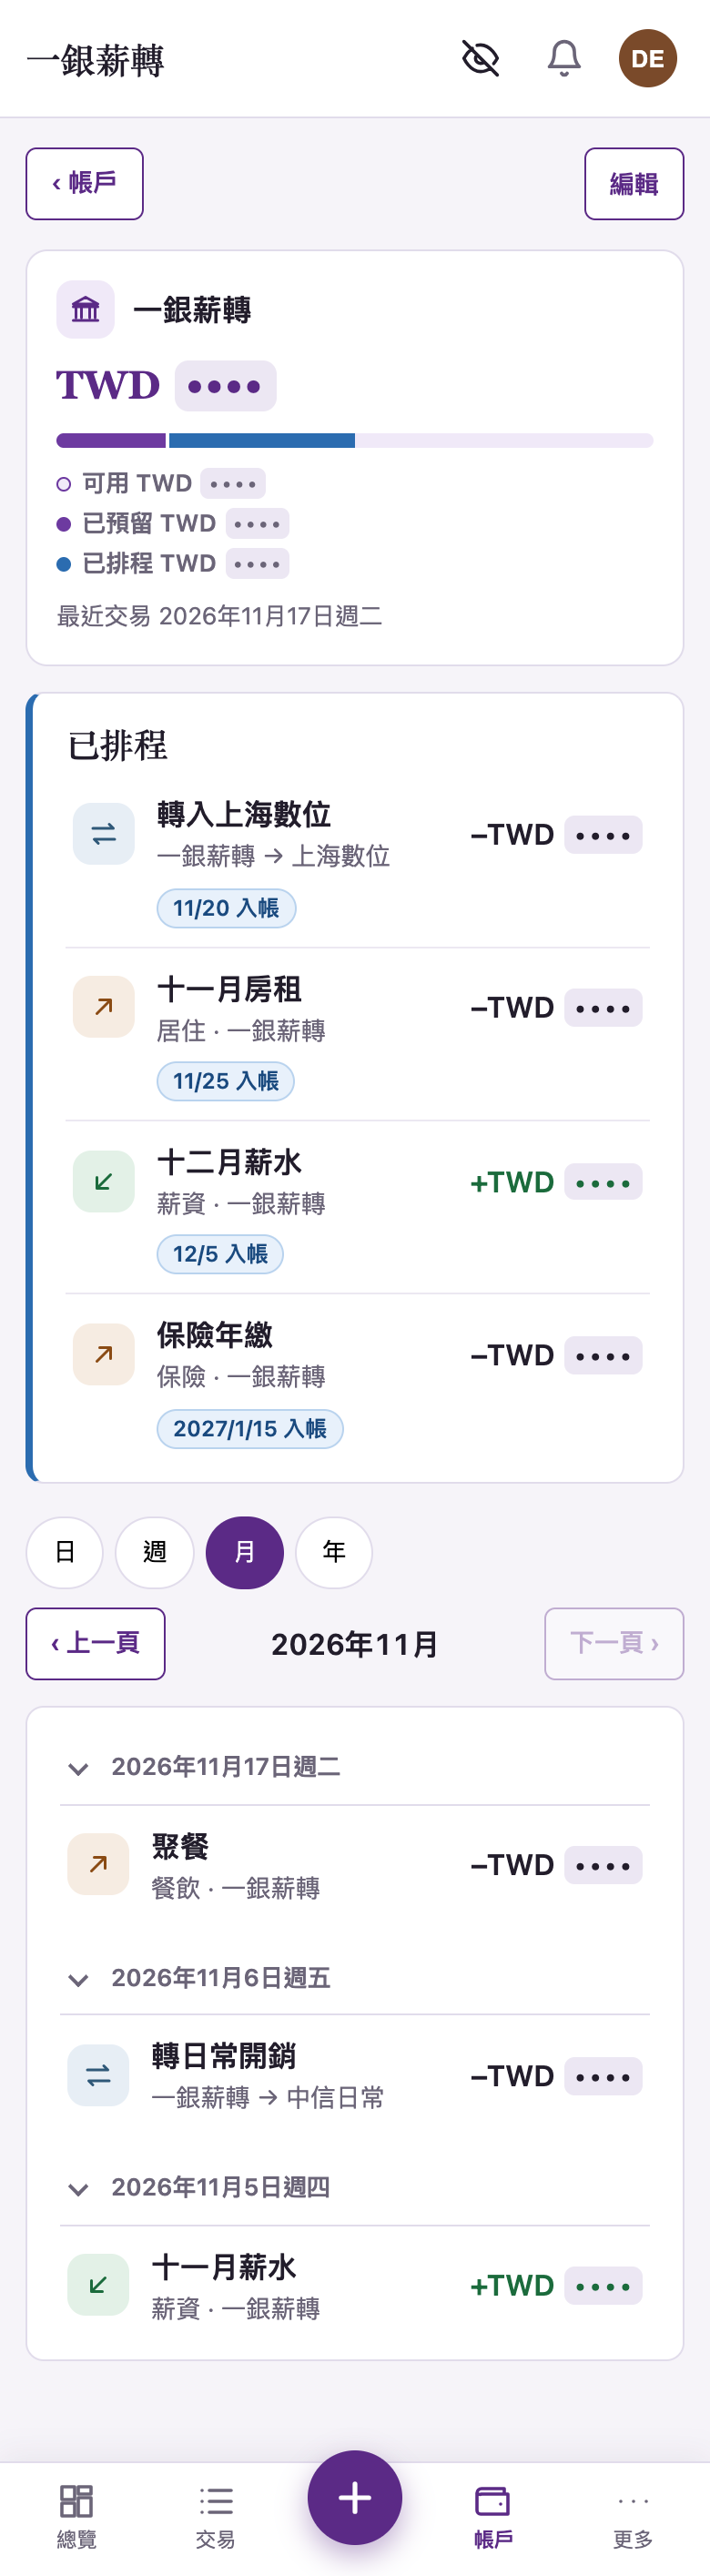 一銀薪轉
DE
‹ 帳戶
編輯
一銀薪轉
TWD ••••
可用 TWD ••••
已預留 TWD ••••
已排程 TWD ••••
最近交易 2026年11月17日週二
已排程
轉入上海數位
–TWD ••••
一銀薪轉 → 上海數位
11/20 入帳
十一月房租
–TWD ••••
居住 · 一銀薪轉
11/25 入帳
十二月薪水
+TWD ••••
薪資 · 一銀薪轉
12/5 入帳
保險年繳
–TWD ••••
保險 · 一銀薪轉
2027/1/15 入帳
日 週 月 年
‹ 上一頁 2026年11月 下一頁 ›
2026年11月17日週二
聚餐
–TWD ••••
餐飲 · 一銀薪轉
2026年11月6日週五
轉日常開銷
–TWD ••••
一銀薪轉 → 中信日常
2026年11月5日週四
十一月薪水
+TWD ••••
薪資 · 一銀薪轉
總覽 交易 帳戶 更多